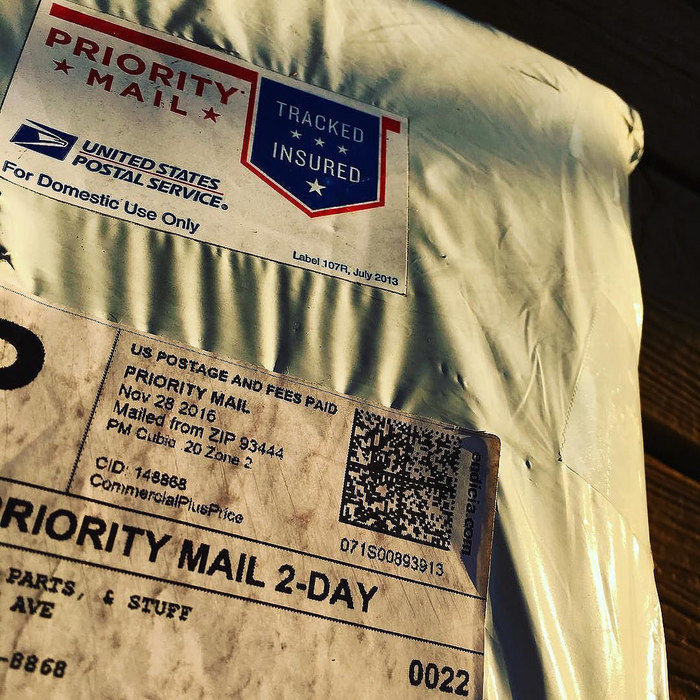 PRIORITY
★ MAIL ★
TRACKED
★ ★ ★
INSURED
★
UNITED STATES
POSTAL SERVICE®
For Domestic Use Only
Label 107R, July 2013
US POSTAGE AND FEES PAID
PRIORITY MAIL
Nov 28 2016
Mailed from ZIP 93444
PM Cubic .20 Zone 2
CID: 148868
CommercialPlusPrice
endicia.com
071S00893913
PRIORITY MAIL 2-DAY
PARTS, & STUFF
AVE
-8868
0022